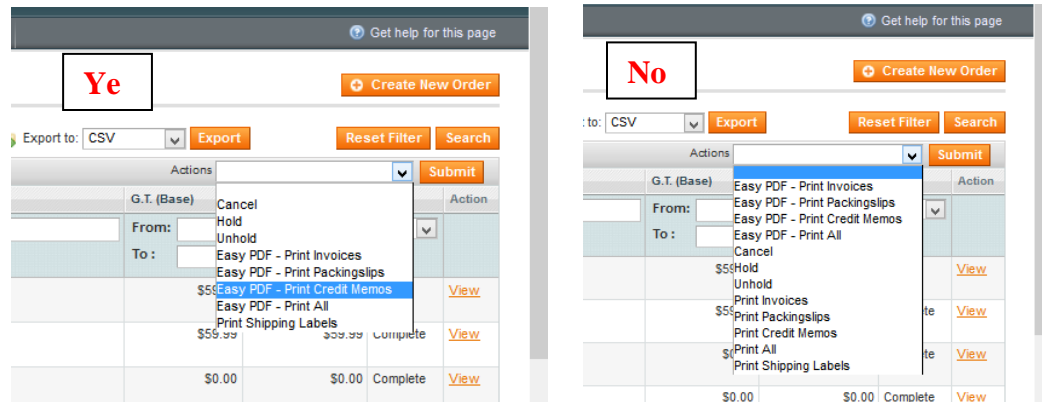 Get help for this page
Ye
Create New Order
Export to: CSV Export Reset Filter Search
Actions Submit
G.T. (Base) Action
From:
To :
Cancel
Hold
Unhold
Easy PDF - Print Invoices
Easy PDF - Print Packingslips
Easy PDF - Print Credit Memos
Easy PDF - Print All
Print Shipping Labels
View
$59.99 $59.99 Complete View
$0.00 $0.00 Complete View
Get help for this page
No
Create New Order
to: CSV Export Reset Filter Search
Actions Submit
G.T. (Base) Action
From:
To :
Easy PDF - Print Invoices
Easy PDF - Print Packingslips
Easy PDF - Print Credit Memos
Easy PDF - Print All
Cancel
Hold
Unhold
Print Invoices
Print Packingslips
Print Credit Memos
Print All
Print Shipping Labels
View
View
View
$0.00 $0.00 Complete View